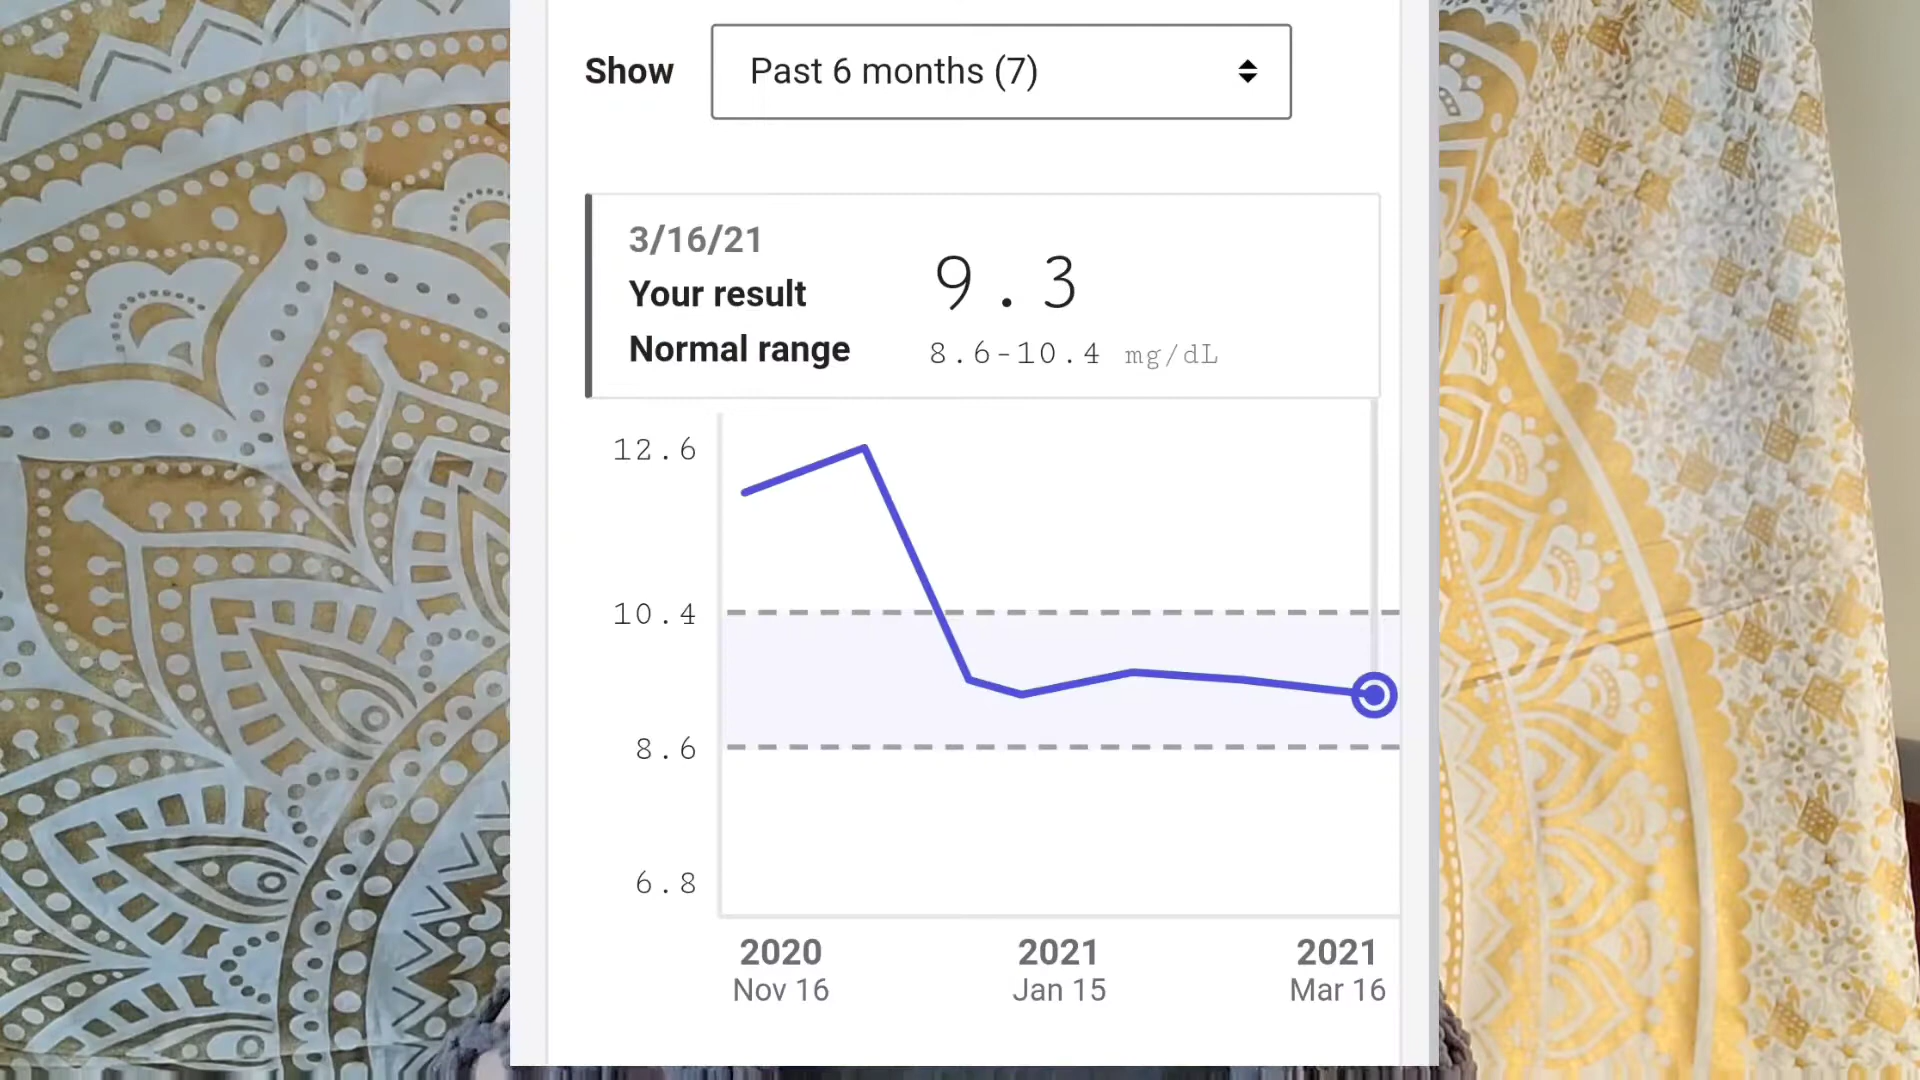 Show Past 6 months (7)
3/16/21
Your result 9.3
Normal range 8.6-10.4 mg/dL
12.6
10.4
8.6
6.8
2020 2021 2021
Nov 16 Jan 15 Mar 16